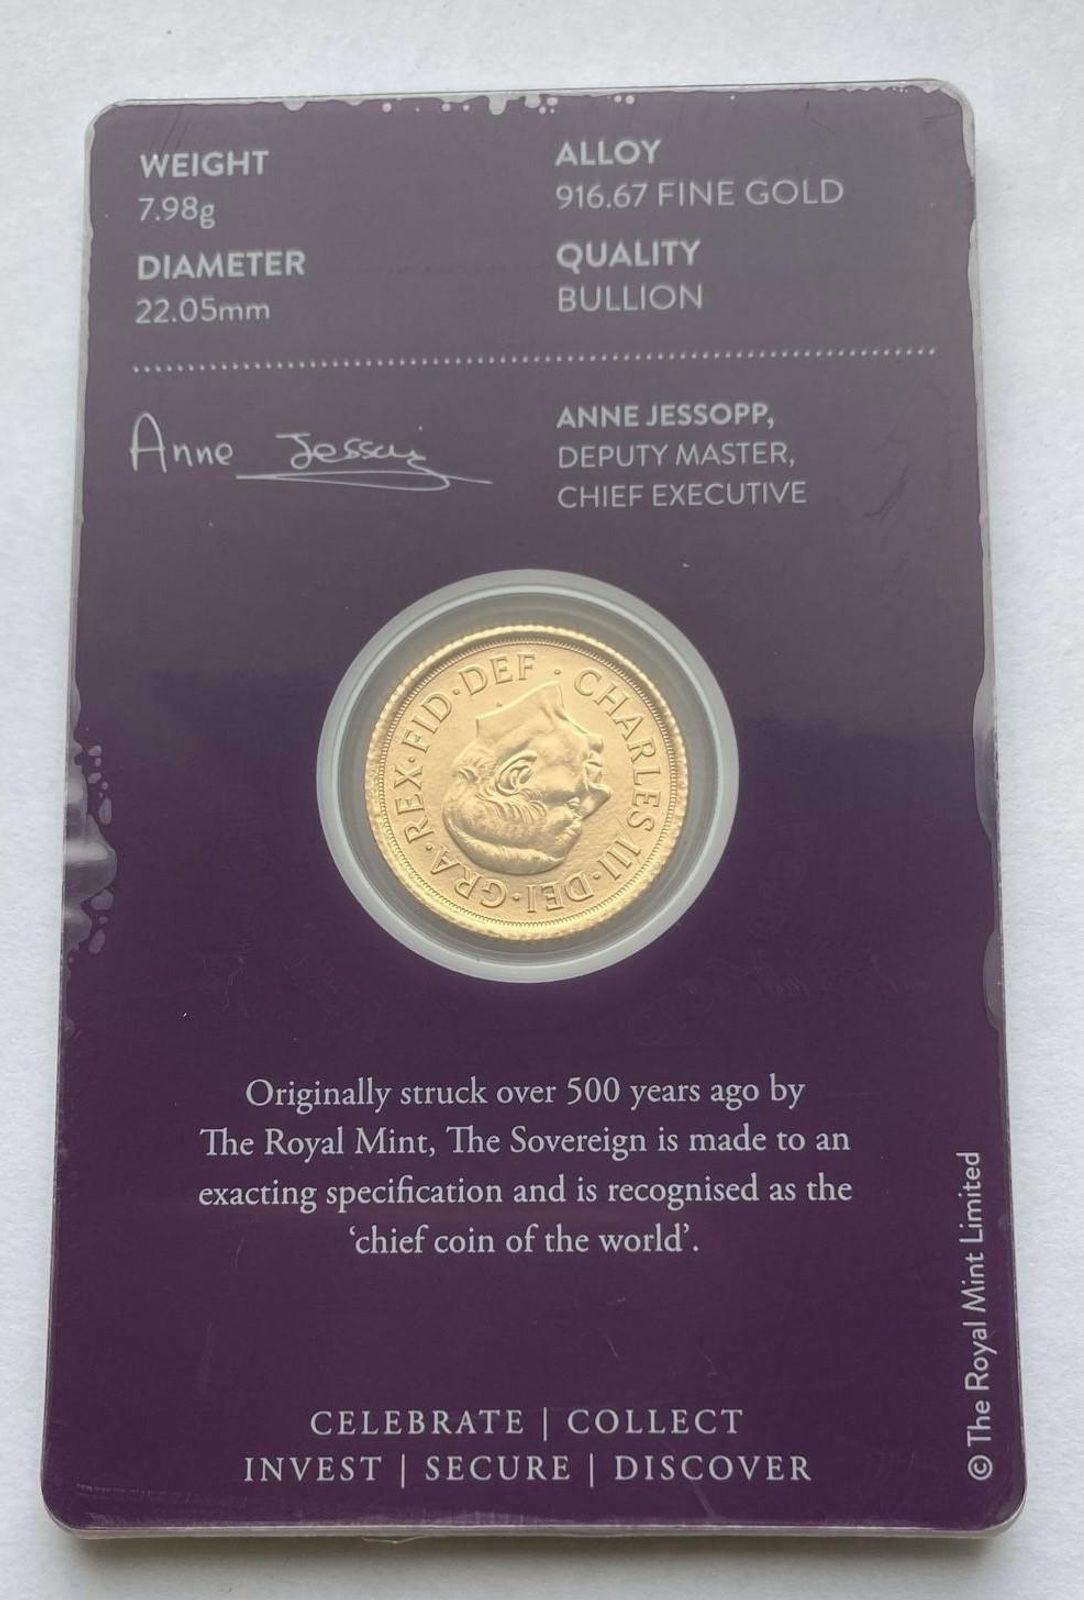 WEIGHT
7.98g
DIAMETER
22.05mm
ALLOY
916.67 FINE GOLD
QUALITY
BULLION
Anne Jessopp
ANNE JESSOPP,
DEPUTY MASTER,
CHIEF EXECUTIVE
CHARLES III·DEI·GRA·REX·FID·DEF·
Originally struck over 500 years ago by
The Royal Mint, The Sovereign is made to an
exacting specification and is recognised as the
‘chief coin of the world’.
CELEBRATE | COLLECT
INVEST | SECURE | DISCOVER
© The Royal Mint Limited